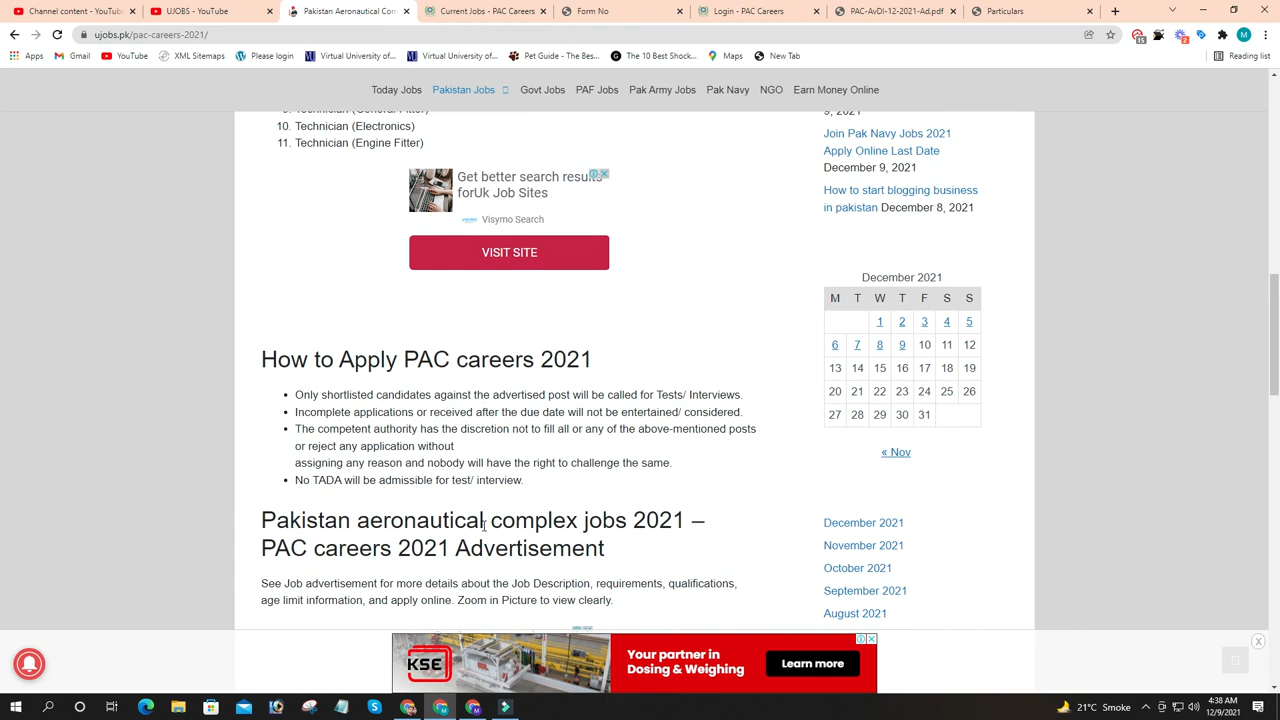 UJOBS - YouTube
UJOBS - YouTube
Pakistan Aeronautical Com
Current Jobs - PAC Careers
Form No
Login - PAC Careers
PAC-AvDI-12-2021-Ad.pdf
Particulars
ujobs.pk/pac-careers-2021/
Apps
Gmail
YouTube
XML Sitemaps
Please login
Virtual University of...
Virtual University of...
Pet Guide - The Bes...
The 10 Best Shock...
Maps
New Tab
Reading list
Today Jobs
Pakistan Jobs
Govt Jobs
PAF Jobs
Pak Army Jobs
Pak Navy
NGO
Earn Money Online
10. Technician (Electronics)
11. Technician (Engine Fitter)
Get better search results
forUk Job Sites
Visymo Search
VISIT SITE
How to Apply PAC careers 2021
• Only shortlisted candidates against the advertised post will be called for Tests/ Interviews.
• Incomplete applications or received after the due date will not be entertained/ considered.
• The competent authority has the discretion not to fill all or any of the above-mentioned posts
or reject any application without
assigning any reason and nobody will have the right to challenge the same.
• No TADA will be admissible for test/ interview.
Pakistan aeronautical complex jobs 2021 –
PAC careers 2021 Advertisement
See Job advertisement for more details about the Job Description, requirements, qualifications,
age limit information, and apply online. Zoom in Picture to view clearly.
9, 2021
Join Pak Navy Jobs 2021
Apply Online Last Date
December 9, 2021
How to start blogging business
in pakistan December 8, 2021
December 2021
M T W T F S S
1 2 3 4 5
6 7 8 9 10 11 12
13 14 15 16 17 18 19
20 21 22 23 24 25 26
27 28 29 30 31
« Nov
December 2021
November 2021
October 2021
September 2021
August 2021
KSE
Your partner in
Dosing & Weighing
Learn more
X
21°C Smoke
4:38 AM
12/9/2021